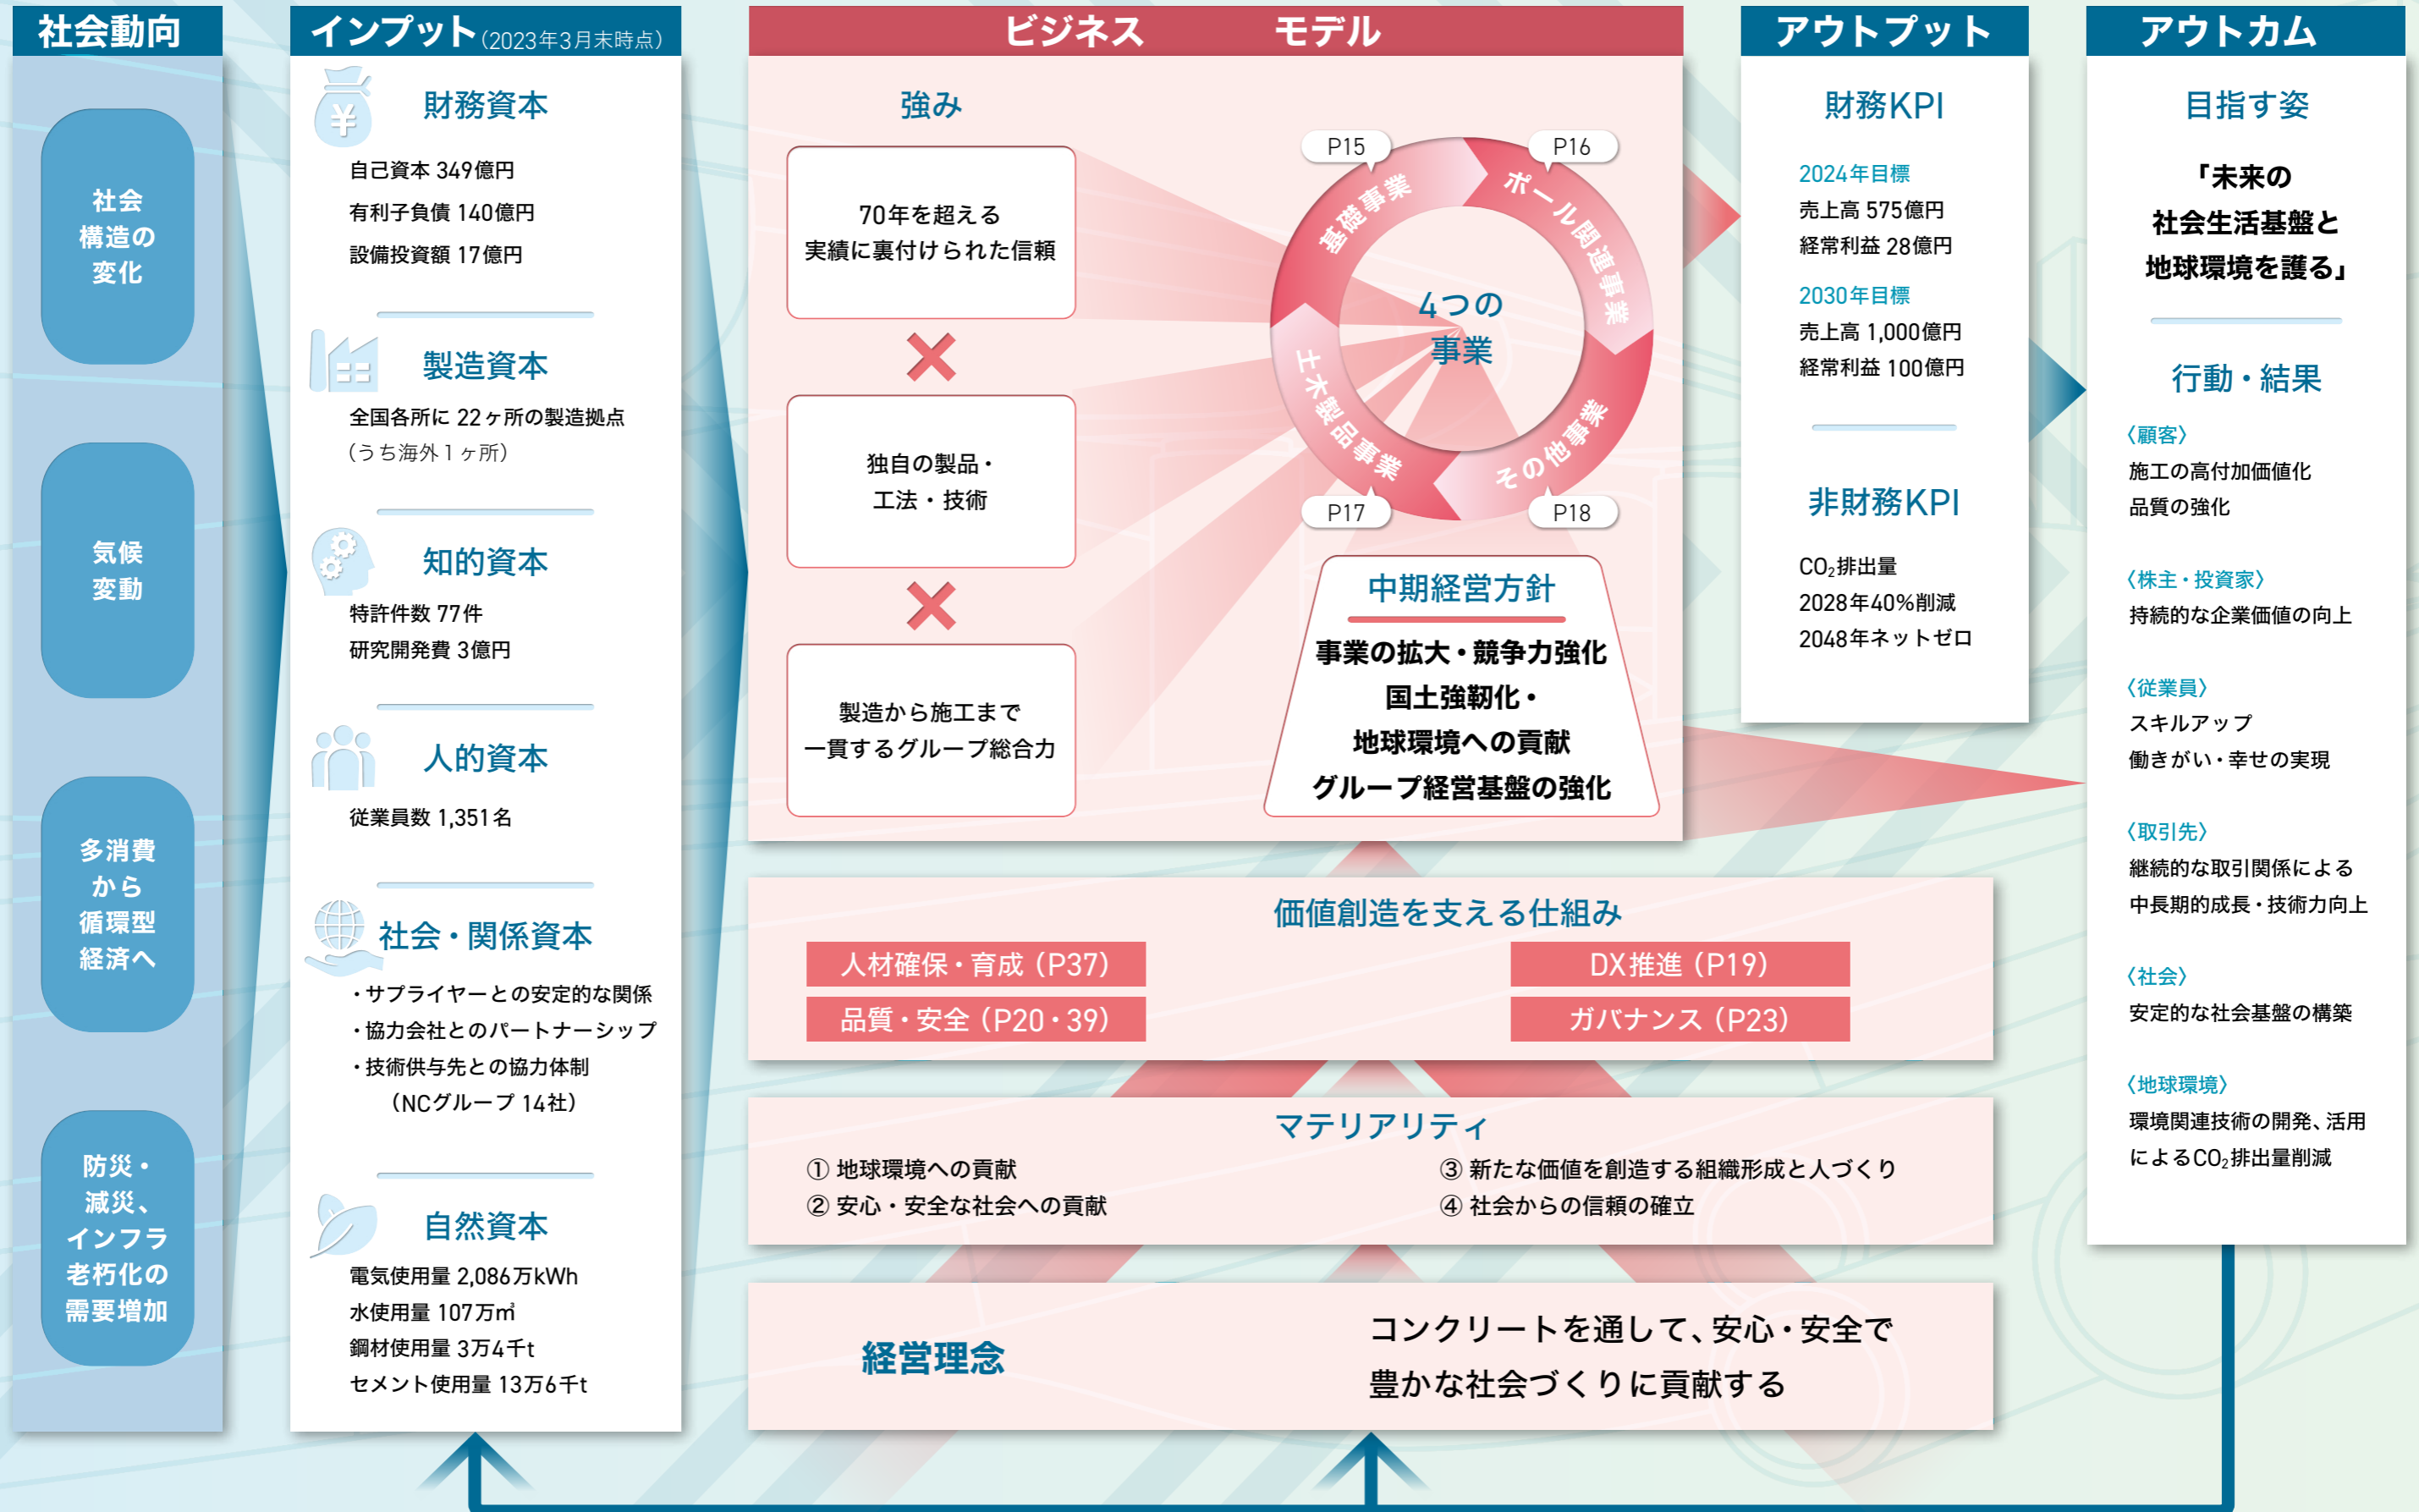 社会動向
社会
構造の
変化
気候
変動
多消費
から
循環型
経済へ
防災・
減災、
インフラ
老朽化の
需要増加
インプット（2023年3月末時点）
¥
財務資本
自己資本 349億円
有利子負債 140億円
設備投資額 17億円
製造資本
全国各所に 22ヶ所の製造拠点
（うち海外1ヶ所）
知的資本
特許件数 77件
研究開発費 3億円
人的資本
従業員数 1,351名
社会・関係資本
・サプライヤーとの安定的な関係
・協力会社とのパートナーシップ
・技術供与先との協力体制
（NCグループ 14社）
自然資本
電気使用量 2,086万kWh
水使用量 107万㎥
鋼材使用量 3万4千t
セメント使用量 13万6千t
ビジネス モデル
強み
70年を超える
実績に裏付けられた信頼
独自の製品・
工法・技術
製造から施工まで
一貫するグループ総合力
P15
P16
基礎事業
ポール関連事業
4つの
事業
土木製品事業
その他事業
P17
P18
中期経営方針
事業の拡大・競争力強化
国土強靭化・
地球環境への貢献
グループ経営基盤の強化
価値創造を支える仕組み
人材確保・育成（P37）
DX推進（P19）
品質・安全（P20・39）
ガバナンス（P23）
マテリアリティ
① 地球環境への貢献
② 安心・安全な社会への貢献
③ 新たな価値を創造する組織形成と人づくり
④ 社会からの信頼の確立
経営理念
コンクリートを通して、安心・安全で
豊かな社会づくりに貢献する
アウトプット
財務KPI
2024年目標
売上高 575億円
経常利益 28億円
2030年目標
売上高 1,000億円
経常利益 100億円
非財務KPI
CO₂排出量
2028年40%削減
2048年ネットゼロ
アウトカム
目指す姿
「未来の
社会生活基盤と
地球環境を護る」
行動・結果
〈顧客〉
施工の高付加価値化
品質の強化
〈株主・投資家〉
持続的な企業価値の向上
〈従業員〉
スキルアップ
働きがい・幸せの実現
〈取引先〉
継続的な取引関係による
中長期的成長・技術力向上
〈社会〉
安定的な社会基盤の構築
〈地球環境〉
環境関連技術の開発、活用
によるCO₂排出量削減